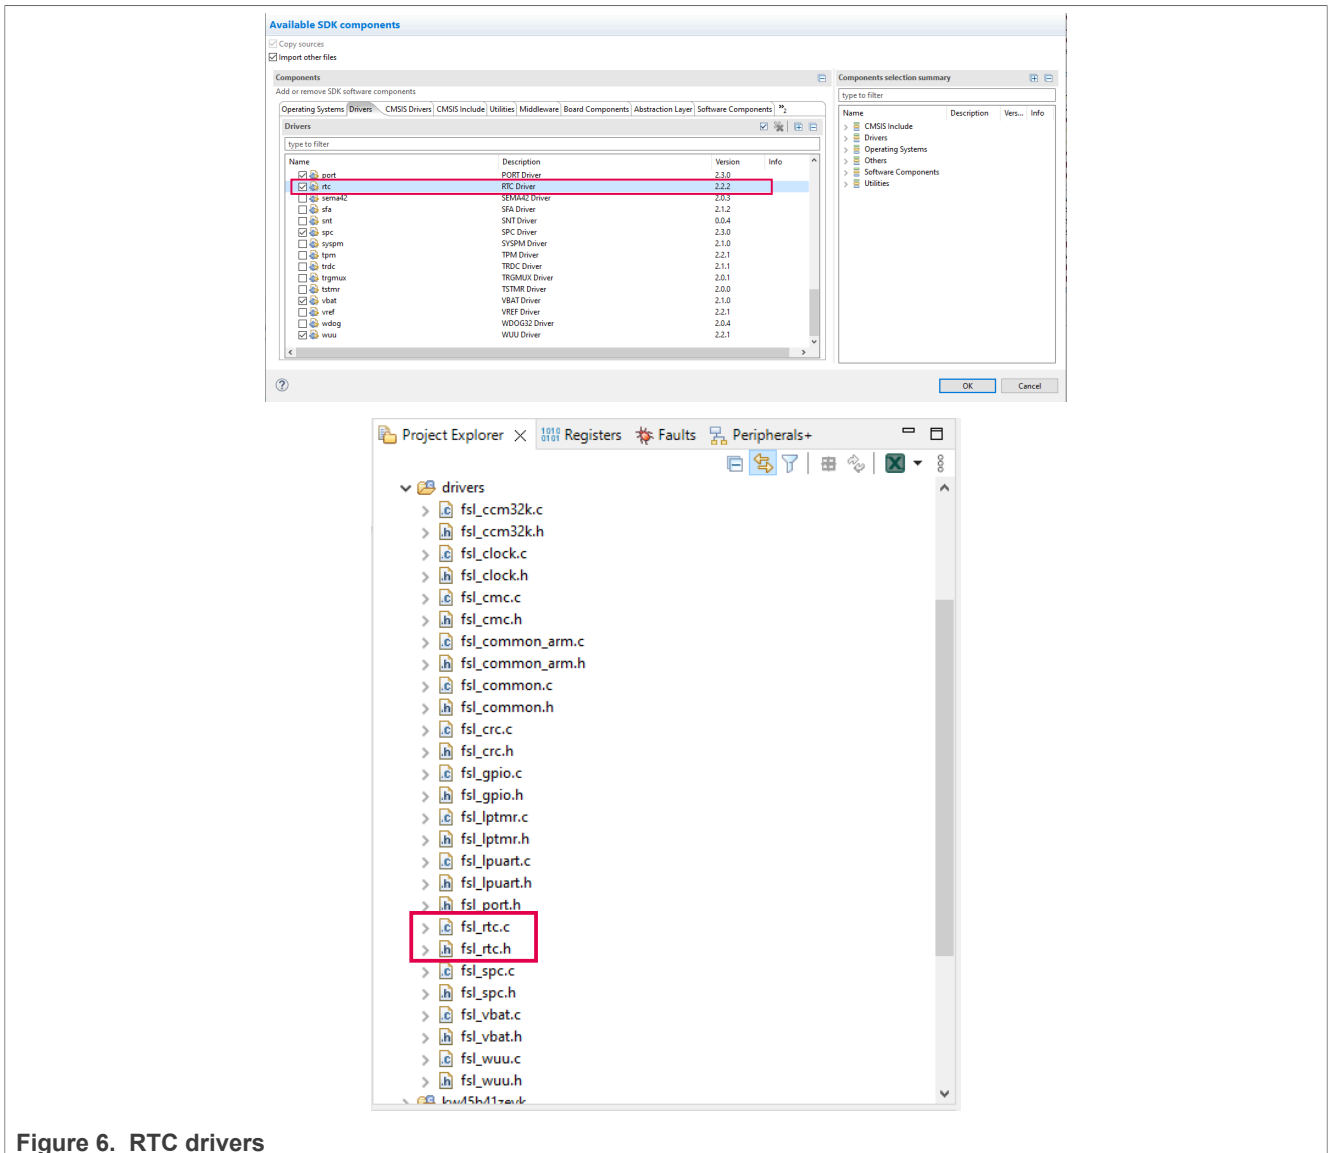 Available SDK components
Copy sources
Import other files
Components
Add or remove SDK software components
Operating Systems Drivers CMSIS Drivers CMSIS Include Utilities Middleware Board Components Abstraction Layer Software Components »2
Drivers
type to filter
Name Description Version Info
port PORT Driver 2.3.0
rtc RTC Driver 2.2.2
sema42 SEMA42 Driver 2.0.3
sfa SFA Driver 2.1.2
snt SNT Driver 0.0.4
spc SPC Driver 2.3.0
syspm SYSPM Driver 2.1.0
tpm TPM Driver 2.2.1
trdc TRDC Driver 2.1.1
trgmux TRGMUX Driver 2.0.1
tstmr TSTMR Driver 2.0.0
vbat VBAT Driver 2.1.0
vref VREF Driver 2.2.1
wdog WDOG32 Driver 2.0.4
wuu WUU Driver 2.2.1
Components selection summary
type to filter
Name Description Vers... Info
CMSIS Include
Drivers
Operating Systems
Others
Software Components
Utilities
OK Cancel
Project Explorer Registers Faults Peripherals+
drivers
.c fsl_ccm32k.c
.h fsl_ccm32k.h
.c fsl_clock.c
.h fsl_clock.h
.c fsl_cmc.c
.h fsl_cmc.h
.c fsl_common_arm.c
.h fsl_common_arm.h
.c fsl_common.c
.h fsl_common.h
.c fsl_crc.c
.h fsl_crc.h
.c fsl_gpio.c
.h fsl_gpio.h
.c fsl_lptmr.c
.h fsl_lptmr.h
.c fsl_lpuart.c
.h fsl_lpuart.h
.h fsl_port.h
.c fsl_rtc.c
.h fsl_rtc.h
.c fsl_spc.c
.h fsl_spc.h
.c fsl_vbat.c
.h fsl_vbat.h
.c fsl_wuu.c
.h fsl_wuu.h
kw45b41zevk
Figure 6. RTC drivers